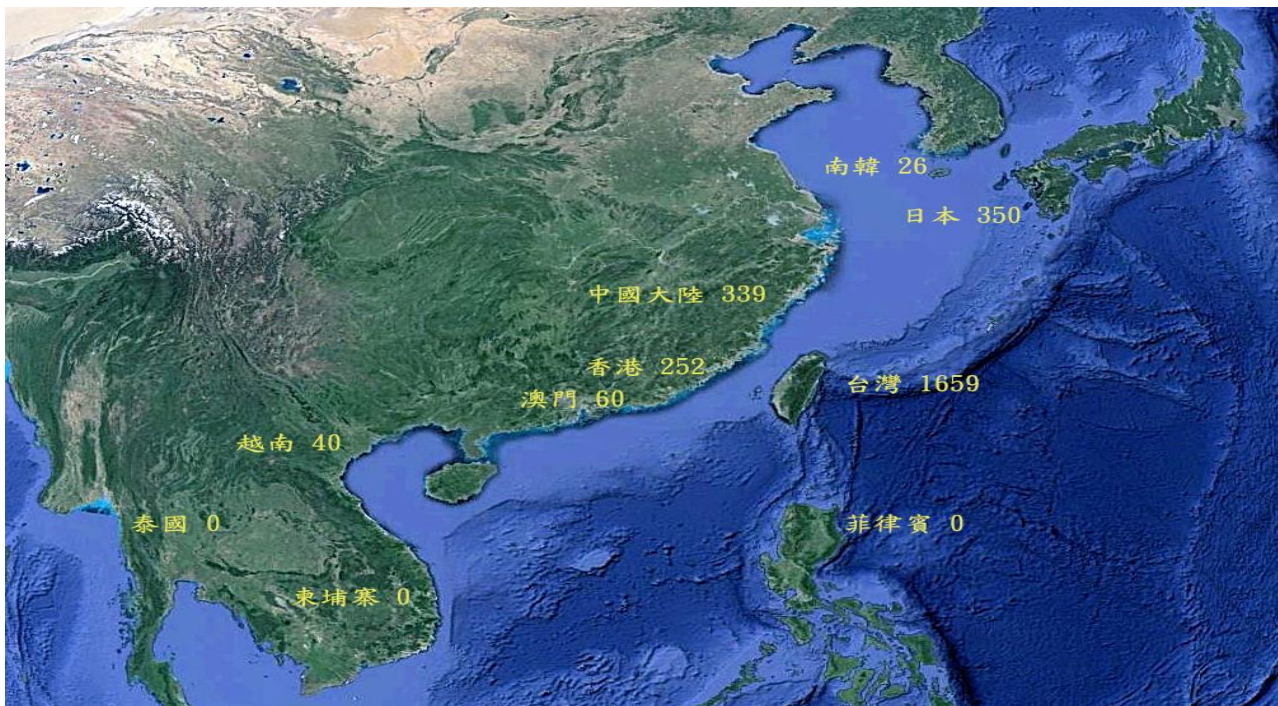 南韓 26
日本 350
中國大陸 339
香港 252
台灣 1659
澳門 60
越南 40
泰國 0
菲律賓 0
柬埔寨 0